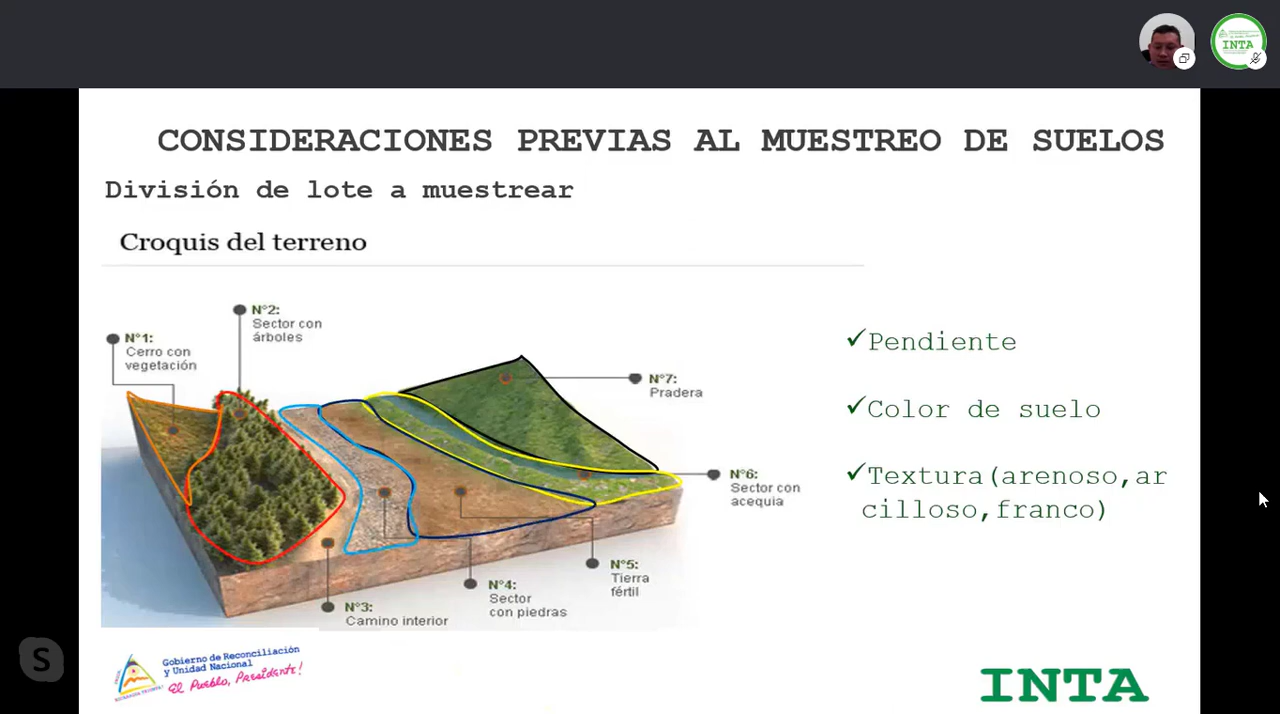 INTA
CONSIDERACIONES PREVIAS AL MUESTREO DE SUELOS
División de lote a muestrear
Croquis del terreno
N°1:
Cerro con
vegetación
N°2:
Sector con
árboles
N°7:
Pradera
N°6:
Sector con
acequia
N°5:
Tierra
fértil
N°4:
Sector
con piedras
N°3:
Camino interior
✓Pendiente
✓Color de suelo
✓Textura(arenoso,ar
cilloso,franco)
S
Gobierno de Reconciliación
y Unidad Nacional
El Pueblo, Presidente!
INTA